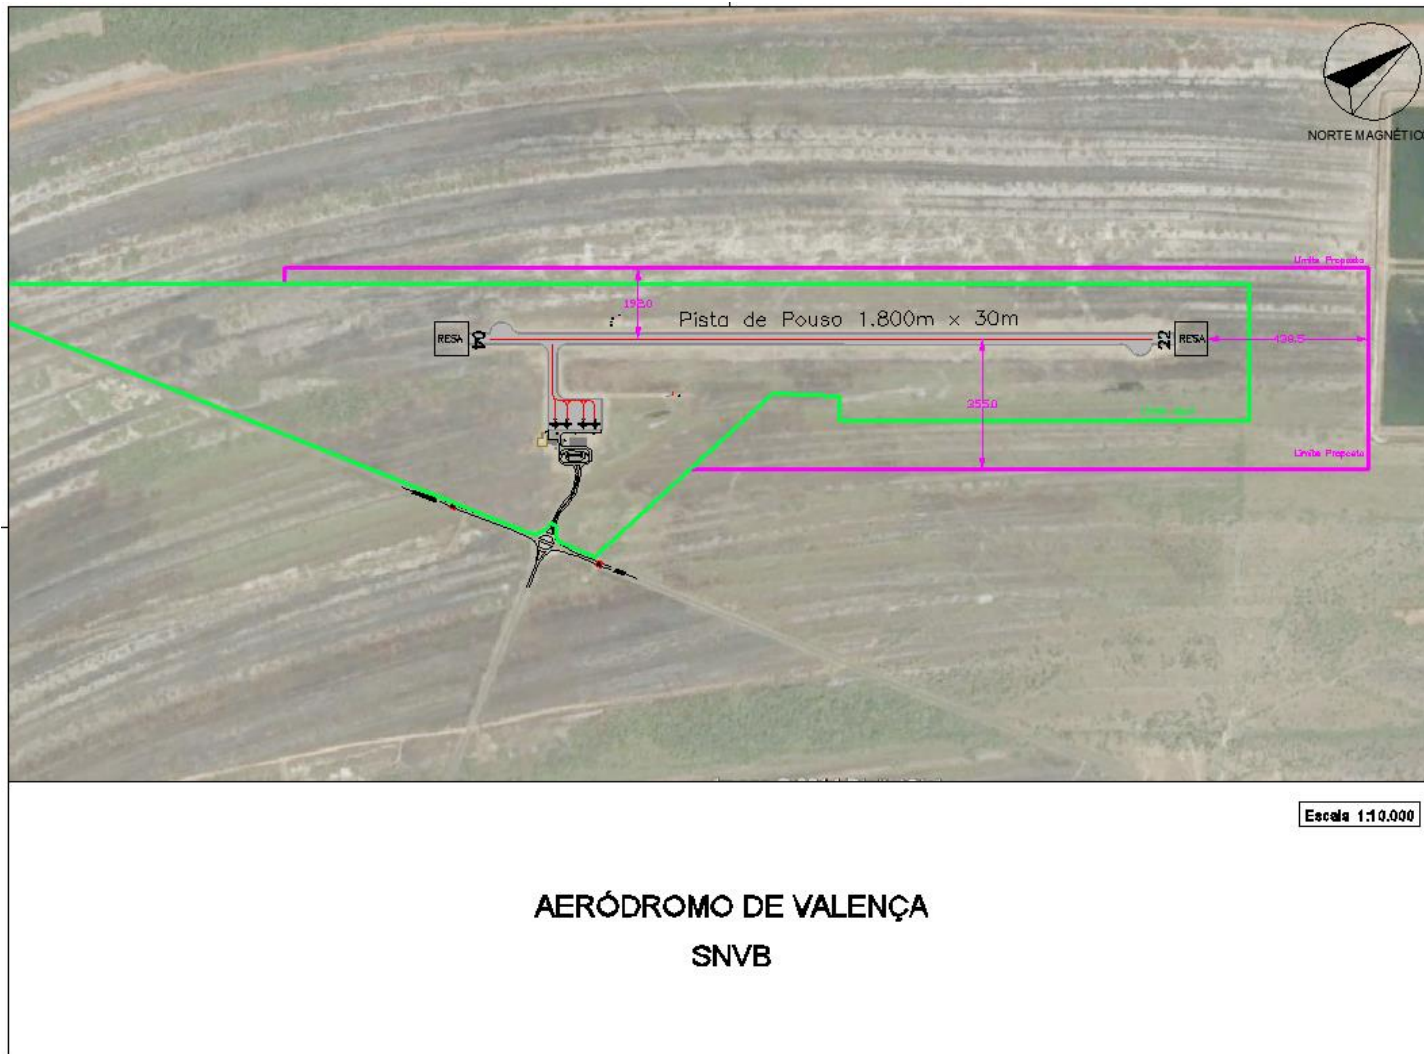 NORTE MAGNÉTICO
Limite Proposto
193.0
Pista de Pouso 1.800m x 30m
RESA
04
22
RESA
438.5
355.0
Limite Proposto
Escala 1:10.000
AERÓDROMO DE VALENÇA
SNVB